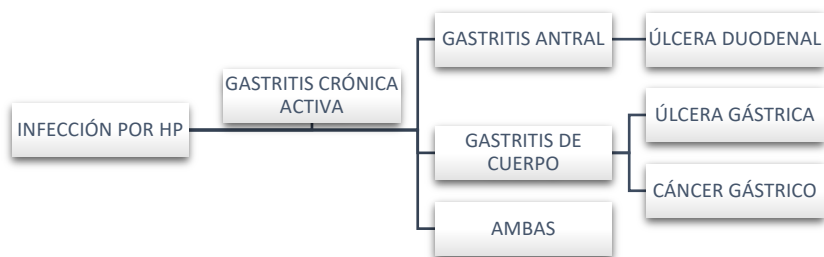 INFECCIÓN POR HP
GASTRITIS CRÓNICA
ACTIVA
GASTRITIS ANTRAL
ÚLCERA DUODENAL
GASTRITIS DE
CUERPO
ÚLCERA GÁSTRICA
CÁNCER GÁSTRICO
AMBAS